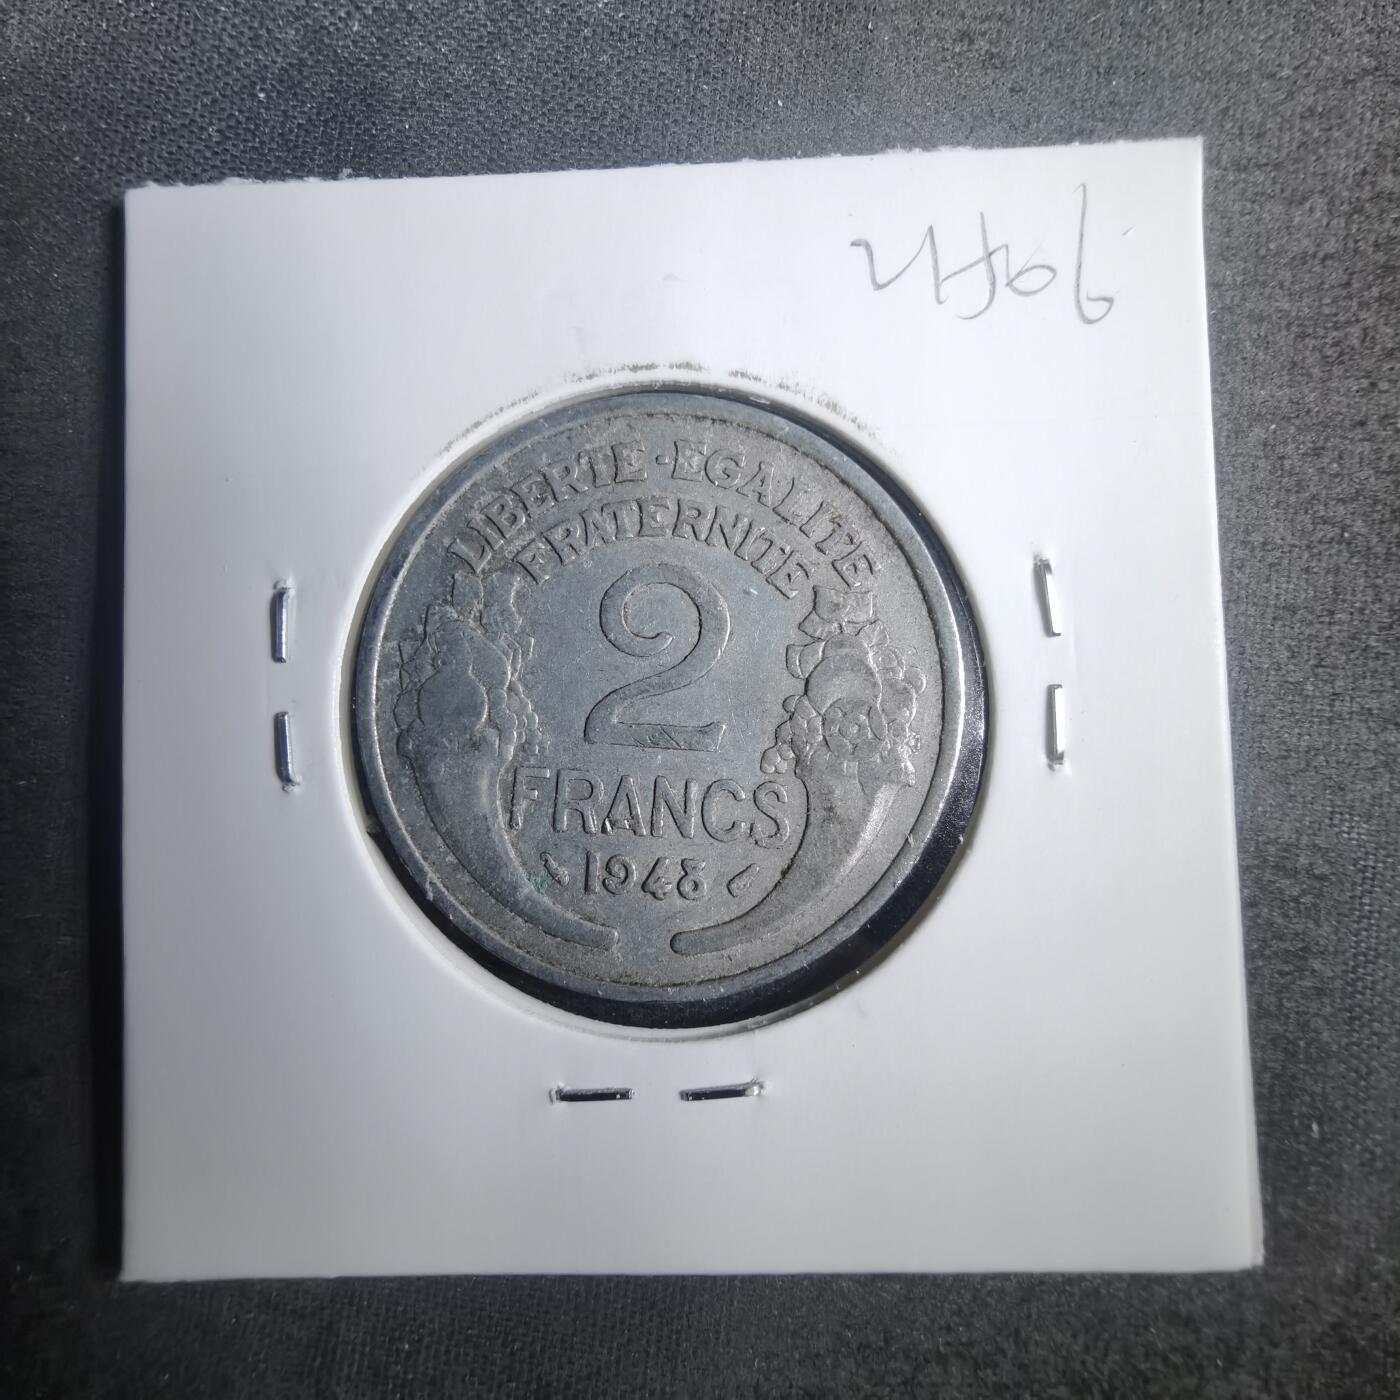 LIBERTE·EGALITE
FRATERNITE
2
FRANCS
1948